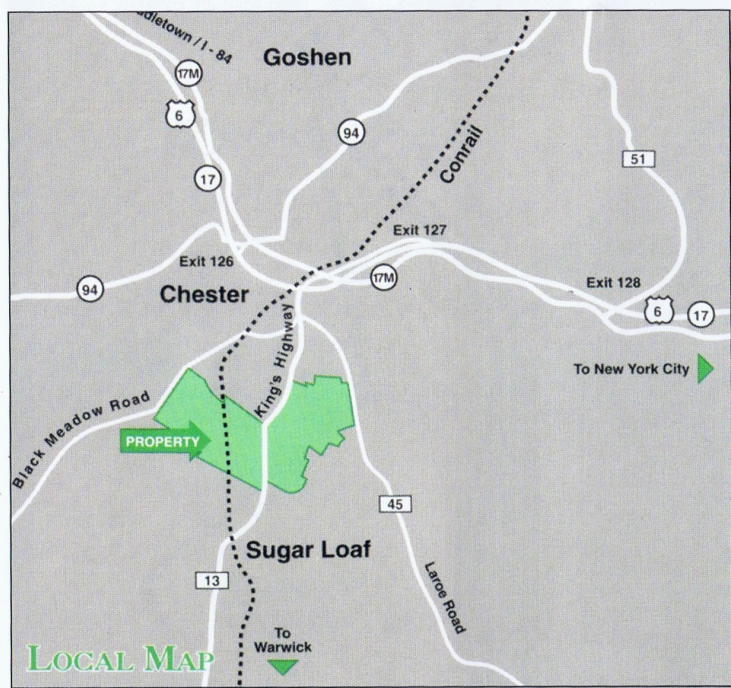 ddletown / I - 84
Goshen
17M
6
94
17
51
Conrail
Exit 127
Exit 126
17M
Exit 128
94
Chester
6
17
King's Highway
To New York City
Black Meadow Road
PROPERTY
45
Sugar Loaf
13
Laroe Road
To
Warwick
LOCAL MAP